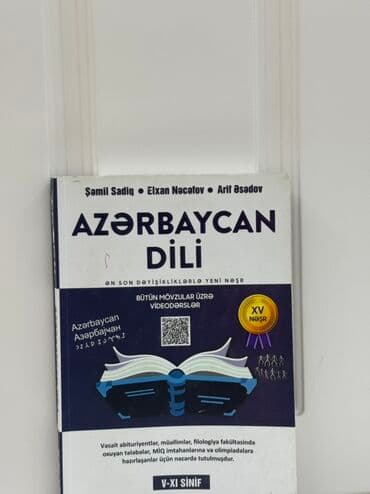 Şəmil Sadiq ● Elxan Nəcəfov ● Arif Əsədov
AZƏRBAYCAN
DİLİ
ƏN SON DƏYİŞİKLİKLƏRLƏ YENİ NƏŞR
BÜTÜN MÖVZULAR ÜZRƏ
VİDEODƏRSLƏR
Azərbaycan
Азәрбајҹан
XV
NƏŞR
Vəsait abituriyentlər, müəllimlər, filologiya fakültəsində
oxuyan tələbələr, MİQ imtahanlarına və olimpiadalara
hazırlaşanlar üçün nəzərdə tutulmuşdur.
V-XI SİNİF